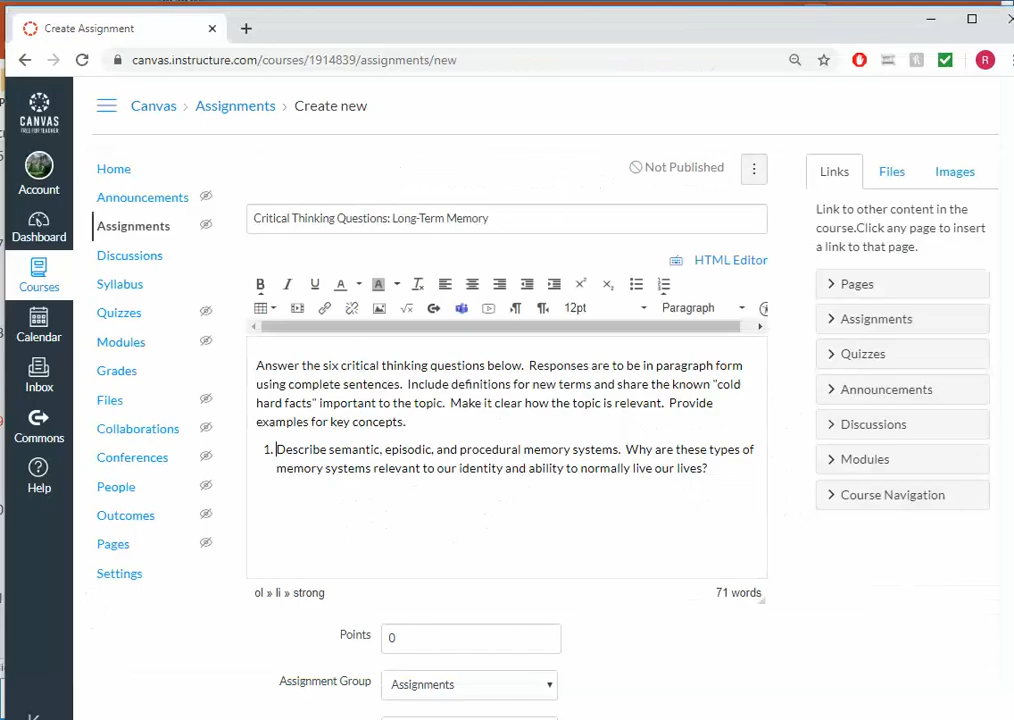 Create Assignment
canvas.instructure.com/courses/1914839/assignments/new
R
CANVAS
FREE FOR TEACHER
Account
Dashboard
Courses
Calendar
Inbox
Commons
Help
Canvas > Assignments > Create new
Home
Announcements
Assignments
Discussions
Syllabus
Quizzes
Modules
Grades
Files
Collaborations
Conferences
People
Outcomes
Pages
Settings
Not Published
Critical Thinking Questions: Long-Term Memory
HTML Editor
12pt
Paragraph
Answer the six critical thinking questions below. Responses are to be in paragraph form
using complete sentences. Include definitions for new terms and share the known "cold
hard facts" important to the topic. Make it clear how the topic is relevant. Provide
examples for key concepts.
1. Describe semantic, episodic, and procedural memory systems. Why are these types of
memory systems relevant to our identity and ability to normally live our lives?
ol » li » strong
71 words
Points
0
Assignment Group
Assignments
Links
Files
Images
Link to other content in the
course.Click any page to insert
a link to that page.
Pages
Assignments
Quizzes
Announcements
Discussions
Modules
Course Navigation